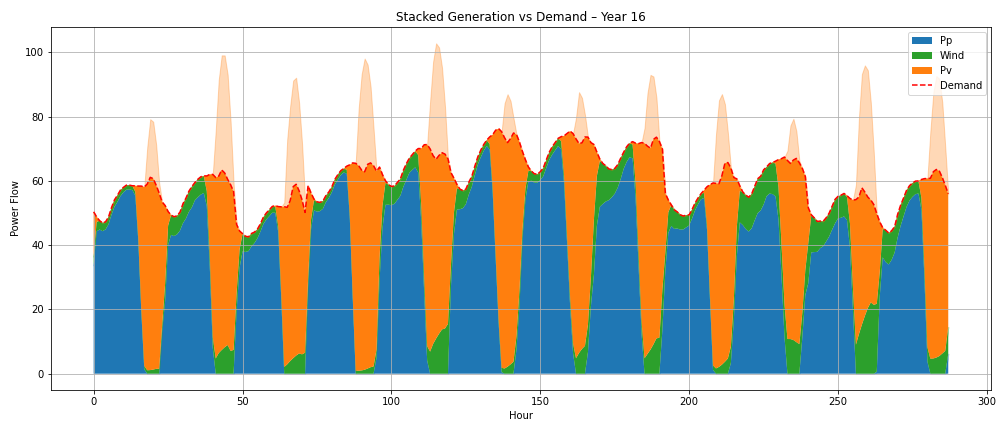 Stacked Generation vs Demand – Year 16
Pp
Wind
Pv
Demand
Power Flow
100
80
60
40
20
0
0
50
100
150
200
250
300
Hour